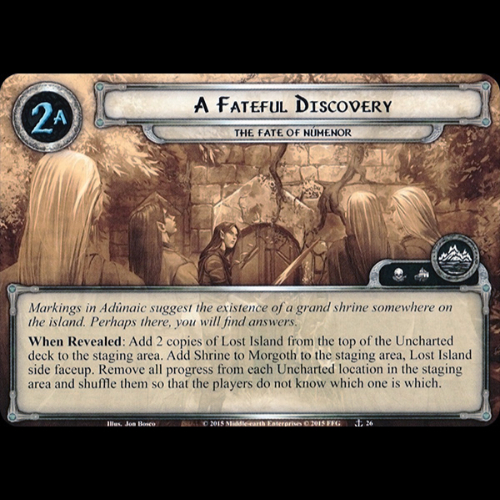 2A
A Fateful Discovery
The Fate of Númenor
Markings in Adûnaic suggest the existence of a grand shrine somewhere on
the island. Perhaps there, you will find answers.
When Revealed: Add 2 copies of Lost Island from the top of the Uncharted
deck to the staging area. Add Shrine to Morgoth to the staging area, Lost Island
side faceup. Remove all progress from each Uncharted location in the staging
area and shuffle them so that the players do not know which one is which.
Illus. Jon Bosco © 2015 Middle-earth Enterprises © 2015 FFG 26